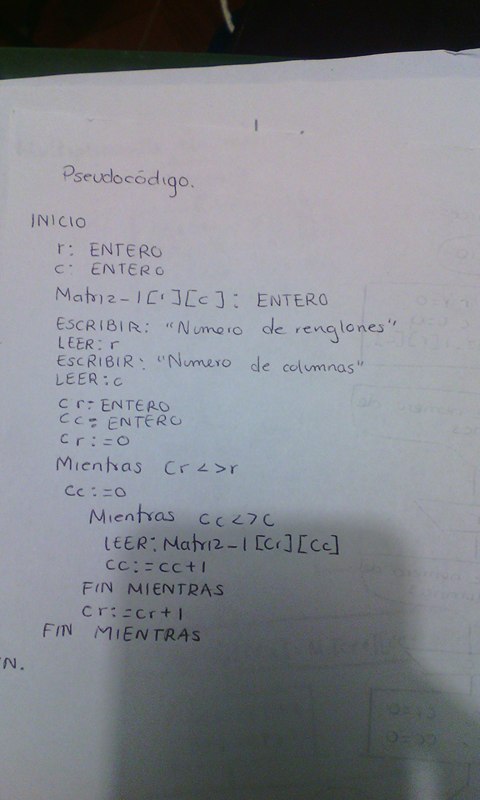 1
Pseudocódigo.
INICIO
r: ENTERO
c: ENTERO
Matriz-1[r][c]: ENTERO
ESCRIBIR: "Numero de renglones"
LEER: r
ESCRIBIR: "Numero de columnas"
LEER: c
Cr: ENTERO
Cc: ENTERO
Cr:=0
Mientras Cr<>r
Cc:=0
Mientras Cc<>C
LEER: Matriz-1[Cr][Cc]
CC:=CC+1
FIN MIENTRAS
Cr:=Cr+1
FIN MIENTRAS
N.